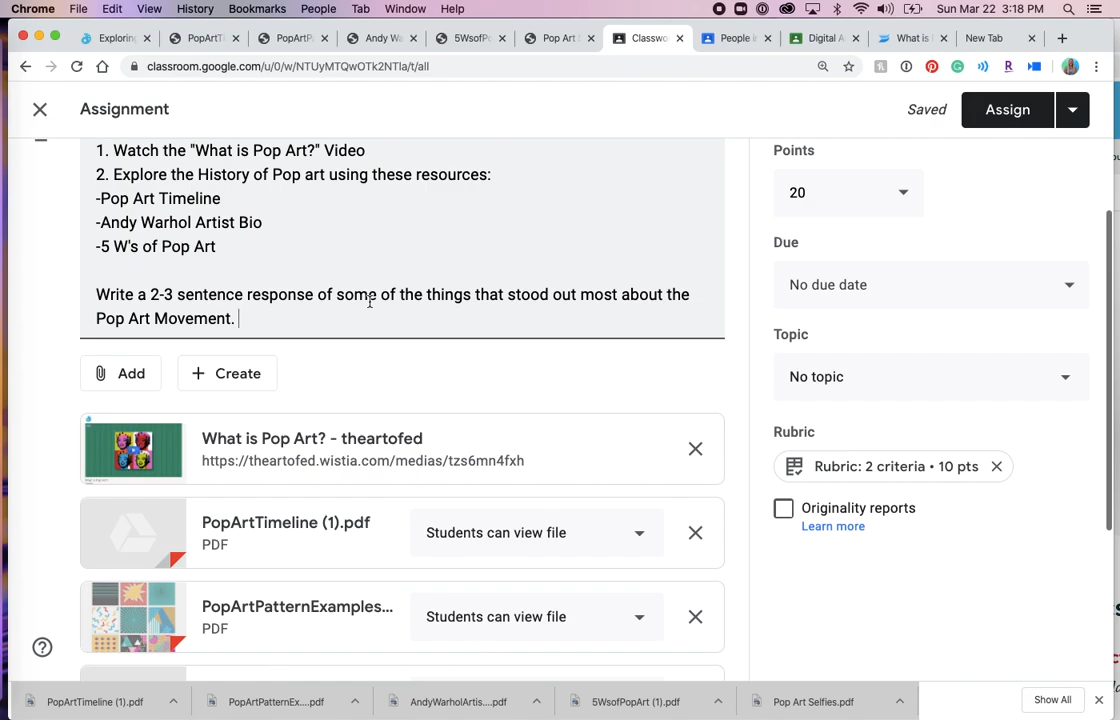 Chrome File Edit View History Bookmarks People Tab Window Help Sun Mar 22 3:18 PM
Exploring PopArtT PopArtP Andy Wa 5WsofPo Pop Art Classwo People in Digital A What is New Tab
classroom.google.com/u/0/w/NTUyMTQwOTk2NTla/t/all
Assignment Saved Assign
1. Watch the "What is Pop Art?" Video
2. Explore the History of Pop art using these resources:
-Pop Art Timeline
-Andy Warhol Artist Bio
-5 W's of Pop Art
Write a 2-3 sentence response of some of the things that stood out most about the
Pop Art Movement.
Add Create
What is Pop Art? - theartofed
https://theartofed.wistia.com/medias/tzs6mn4fxh
PopArtTimeline (1).pdf
PDF
Students can view file
PopArtPatternExamples...
PDF
Students can view file
Points
20
Due
No due date
Topic
No topic
Rubric
Rubric: 2 criteria • 10 pts
Originality reports
Learn more
PopArtTimeline (1).pdf PopArtPatternEx....pdf AndyWarholArtis....pdf 5WsofPopArt (1).pdf Pop Art Selfies.pdf Show All